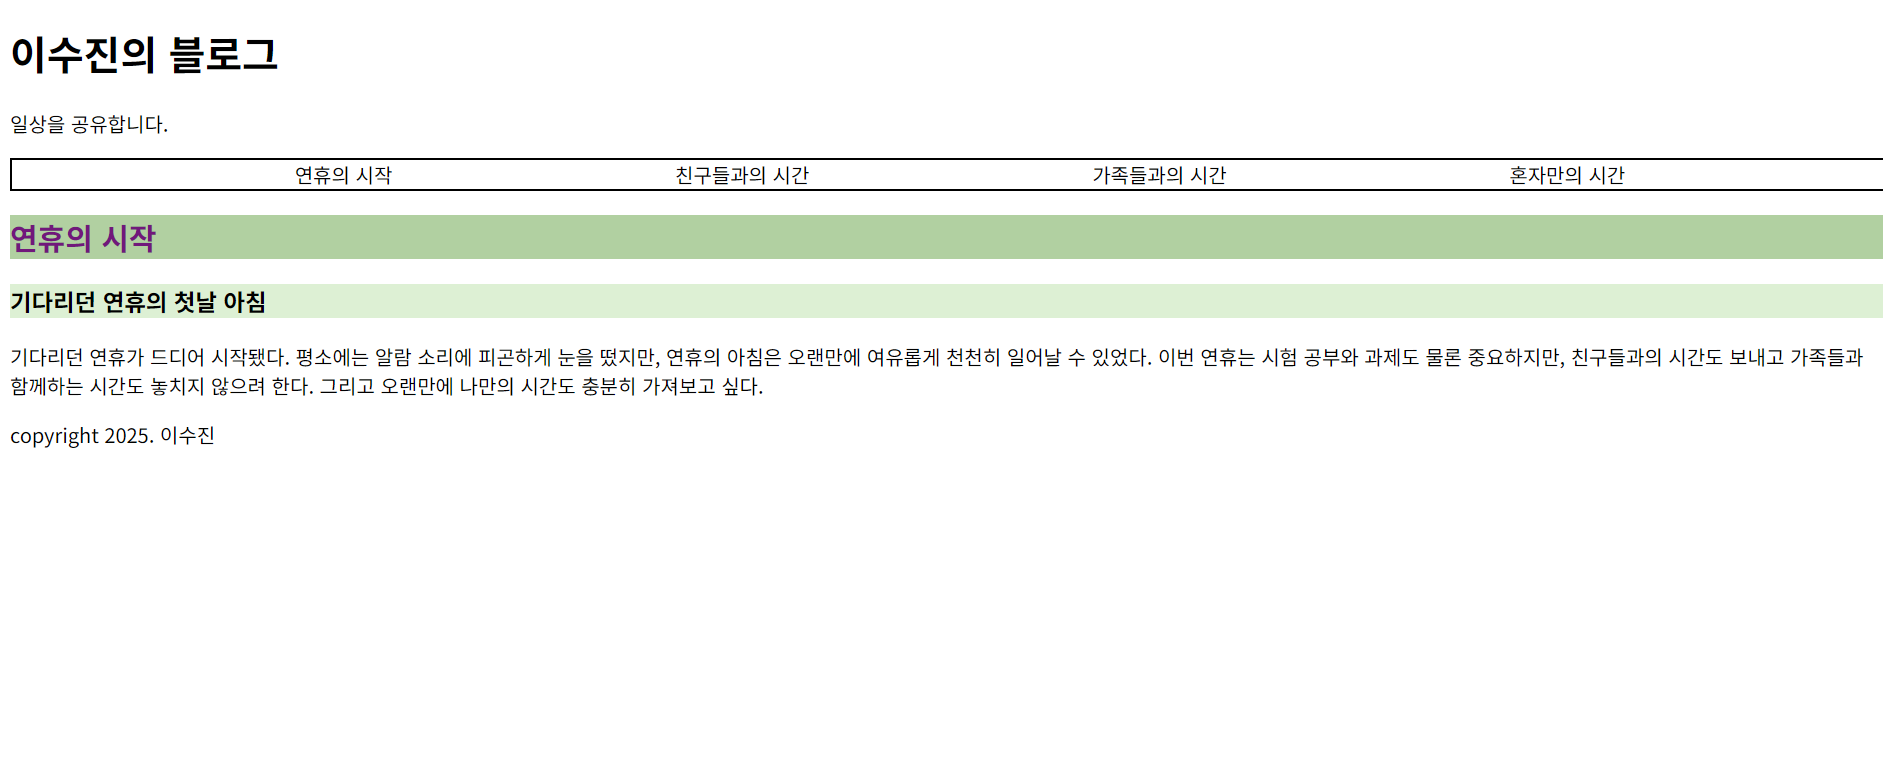 이수진의 블로그
일상을 공유합니다.
연휴의 시작 친구들과의 시간 가족들과의 시간 혼자만의 시간
연휴의 시작
기다리던 연휴의 첫날 아침
기다리던 연휴가 드디어 시작됐다. 평소에는 알람 소리에 피곤하게 눈을 떴지만, 연휴의 아침은 오랜만에 여유롭게 천천히 일어날 수 있었다. 이번 연휴는 시험 공부와 과제도 물론 중요하지만, 친구들과의 시간도 보내고 가족들과
함께하는 시간도 놓치지 않으려 한다. 그리고 오랜만에 나만의 시간도 충분히 가져보고 싶다.
copyright 2025. 이수진